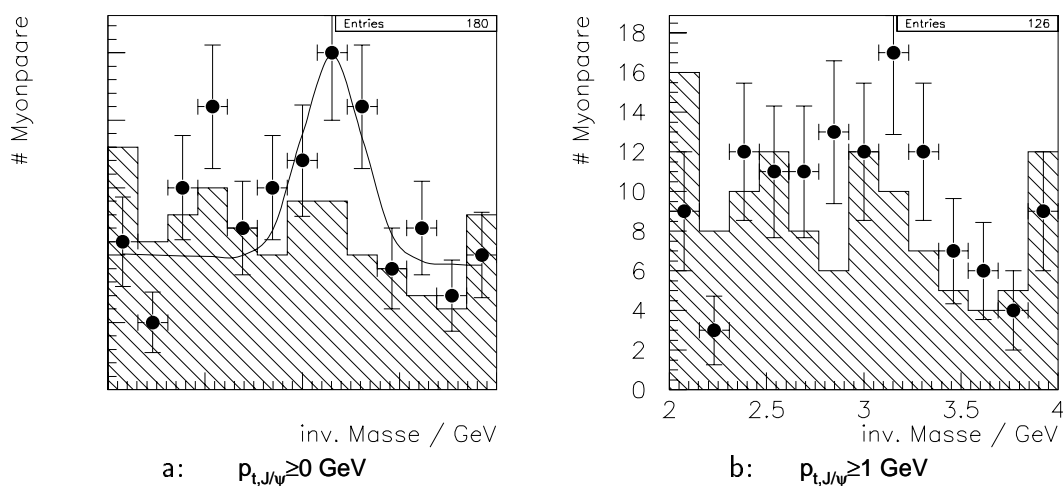 # Myonpaare
Entries 180
inv. Masse / GeV
a: p_{t,J/ψ}≥0 GeV
# Myonpaare
Entries 126
18
16
14
12
10
8
6
4
2
0
2 2.5 3 3.5 4
inv. Masse / GeV
b: p_{t,J/ψ}≥1 GeV